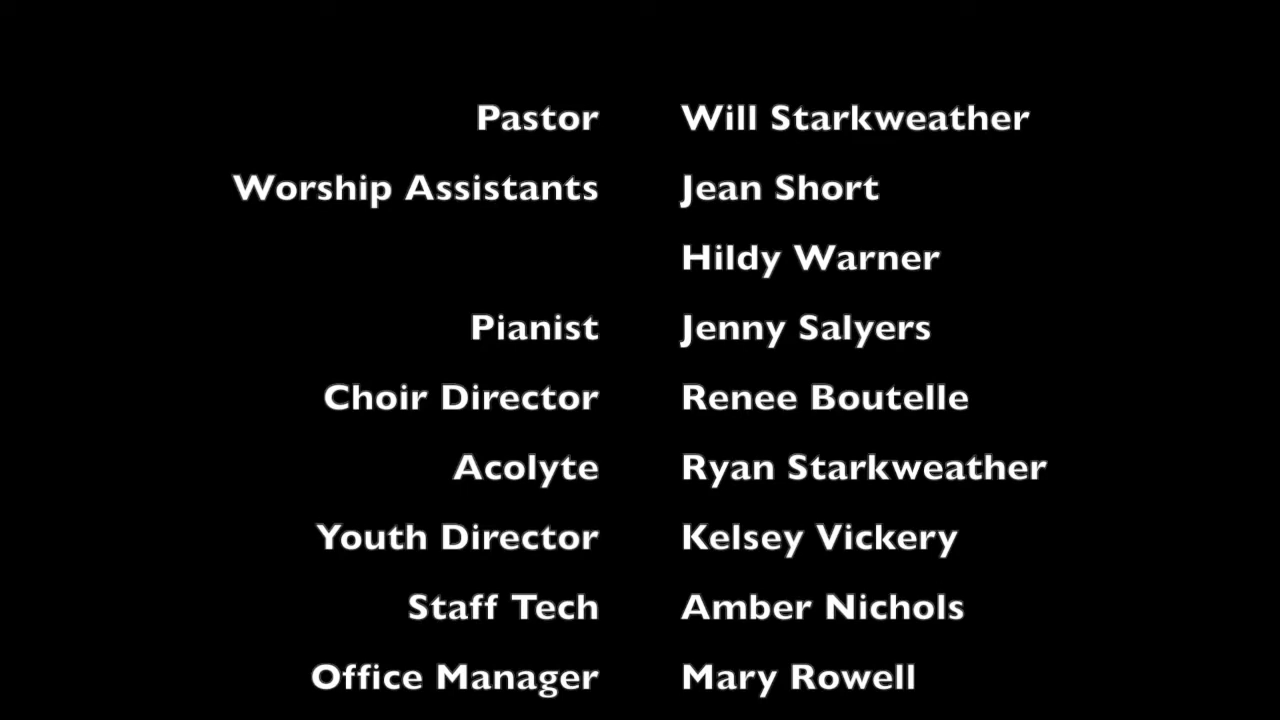 Pastor Will Starkweather
Worship Assistants Jean Short
Hildy Warner
Pianist Jenny Salyers
Choir Director Renee Boutelle
Acolyte Ryan Starkweather
Youth Director Kelsey Vickery
Staff Tech Amber Nichols
Office Manager Mary Rowell